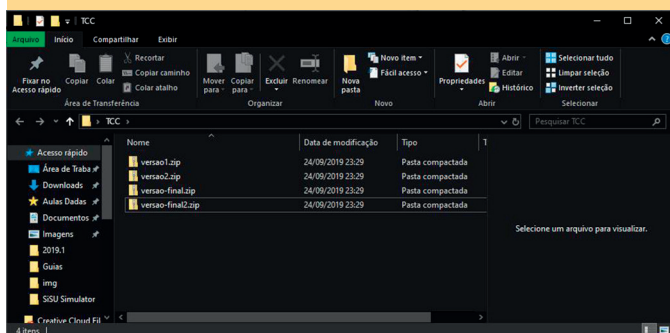 TCC
Arquivo Início Compartilhar Exibir
Fixar no Acesso rápido
Copiar
Colar
Recortar
Copiar caminho
Colar atalho
Mover para
Copiar para
Excluir
Renomear
Nova pasta
Novo item
Fácil acesso
Propriedades
Abrir
Editar
Histórico
Selecionar tudo
Limpar seleção
Inverter seleção
Área de Transferência Organizar Novo Abrir Selecionar
TCC
Pesquisar TCC
Nome Data de modificação Tipo T
versao1.zip 24/09/2019 23:29 Pasta compactada
versao2.zip 24/09/2019 23:29 Pasta compactada
versao-final.zip 24/09/2019 23:29 Pasta compactada
versao-final2.zip 24/09/2019 23:29 Pasta compactada
Acesso rápido
Área de Traba
Downloads
Aulas Dadas
Documentos
Imagens
2019.1
Guias
img
SiSU Simulator
Creative Cloud Fil
Selecione um arquivo para visualizar.
4 itens